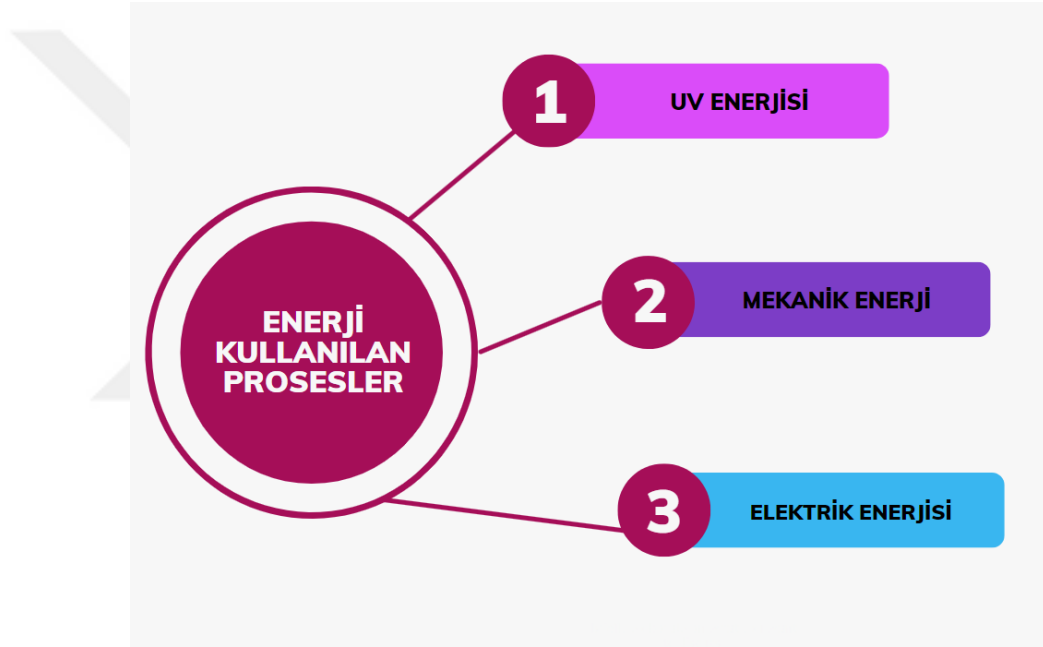 1
UV ENERJİSİ
2
MEKANİK ENERJİ
ENERJİ
KULLANILAN
PROSESLER
3
ELEKTRİK ENERJİSİ